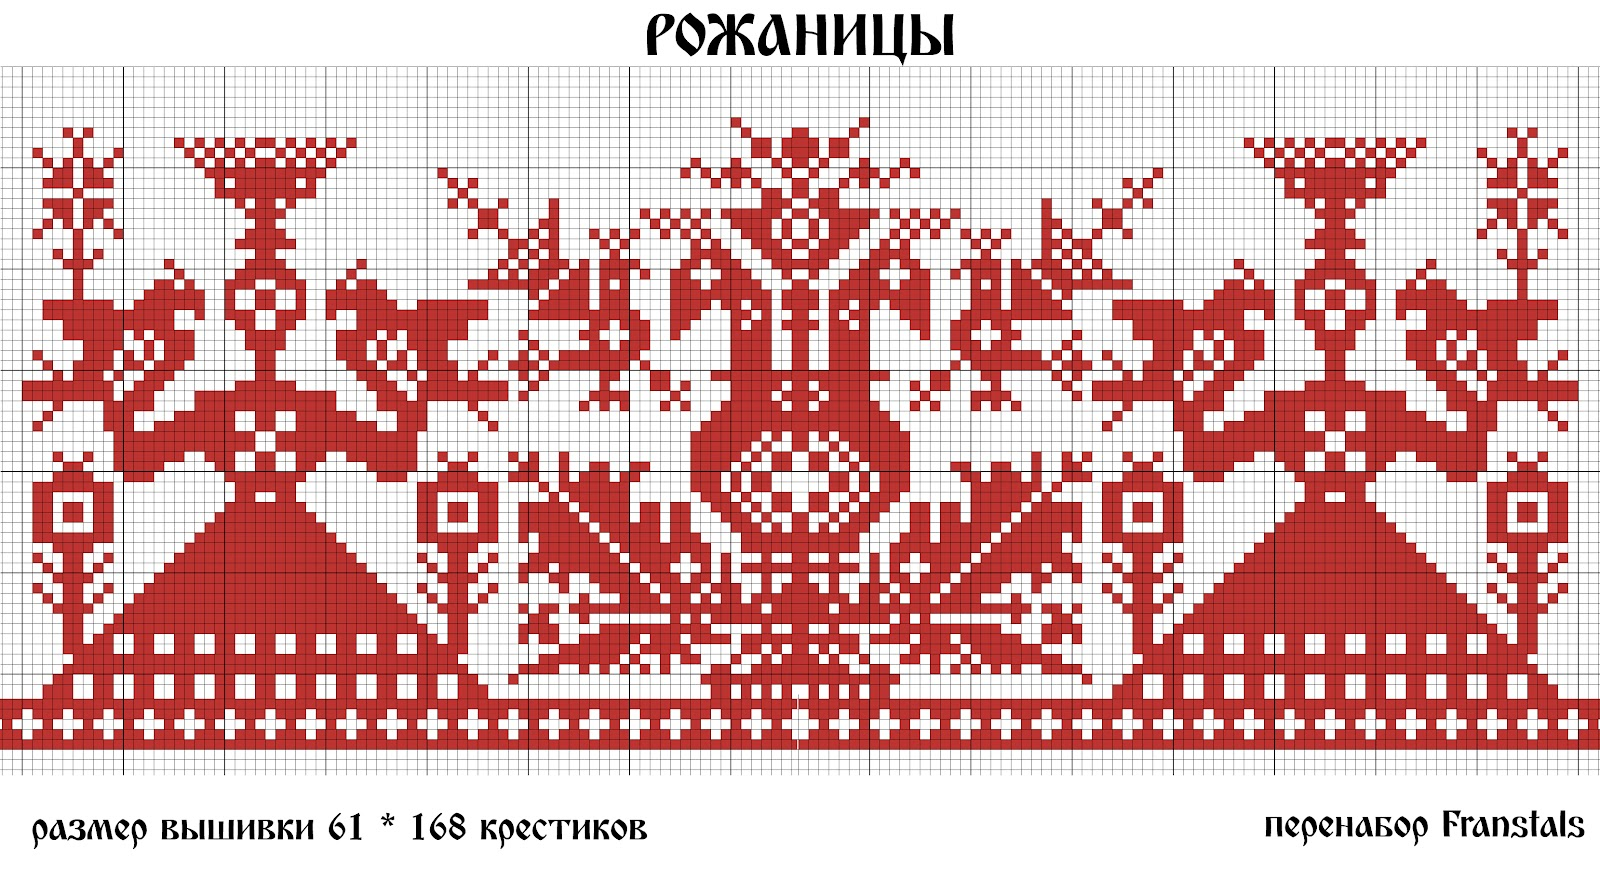 РОЖАНИЦЫ
размер вышивки 61 * 168 крестиков
перенабор Franstals